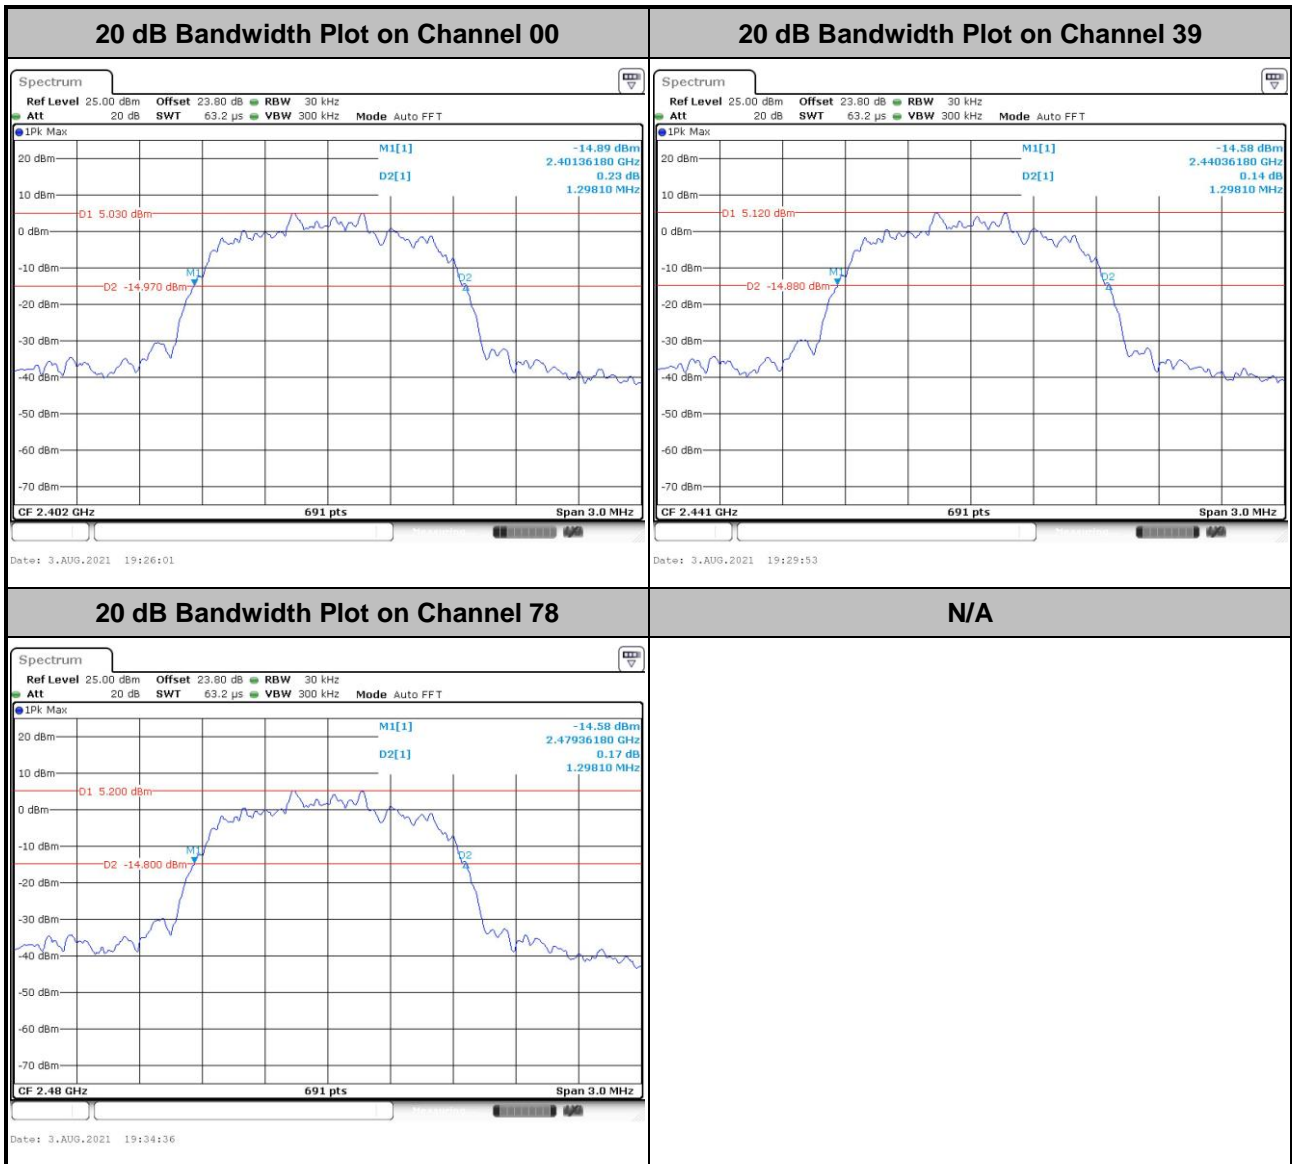 20 dB Bandwidth Plot on Channel 00
20 dB Bandwidth Plot on Channel 39
Spectrum
Ref Level 25.00 dBm Offset 23.80 dB RBW 30 kHz
Att 20 dB SWT 63.2 µs VBW 300 kHz Mode Auto FFT
1Pk Max
M1[1] -14.89 dBm
2.40136180 GHz
D2[1] 0.23 dB
1.29810 MHz
20 dBm
10 dBm
D1 5.030 dBm
0 dBm
-10 dBm
M1
D2
D2 -14.970 dBm
-20 dBm
-30 dBm
-40 dBm
-50 dBm
-60 dBm
-70 dBm
CF 2.402 GHz 691 pts Span 3.0 MHz
Date: 3.AUG.2021 19:26:01
Spectrum
Ref Level 25.00 dBm Offset 23.80 dB RBW 30 kHz
Att 20 dB SWT 63.2 µs VBW 300 kHz Mode Auto FFT
1Pk Max
M1[1] -14.58 dBm
2.44036180 GHz
D2[1] 0.14 dB
1.29810 MHz
20 dBm
10 dBm
D1 5.120 dBm
0 dBm
-10 dBm
M1
D2
D2 -14.880 dBm
-20 dBm
-30 dBm
-40 dBm
-50 dBm
-60 dBm
-70 dBm
CF 2.441 GHz 691 pts Span 3.0 MHz
Date: 3.AUG.2021 19:29:53
20 dB Bandwidth Plot on Channel 78
N/A
Spectrum
Ref Level 25.00 dBm Offset 23.80 dB RBW 30 kHz
Att 20 dB SWT 63.2 µs VBW 300 kHz Mode Auto FFT
1Pk Max
M1[1] -14.58 dBm
2.47936180 GHz
D2[1] 0.17 dB
1.29810 MHz
20 dBm
10 dBm
D1 5.200 dBm
0 dBm
-10 dBm
M1
D2
D2 -14.800 dBm
-20 dBm
-30 dBm
-40 dBm
-50 dBm
-60 dBm
-70 dBm
CF 2.48 GHz 691 pts Span 3.0 MHz
Date: 3.AUG.2021 19:34:36